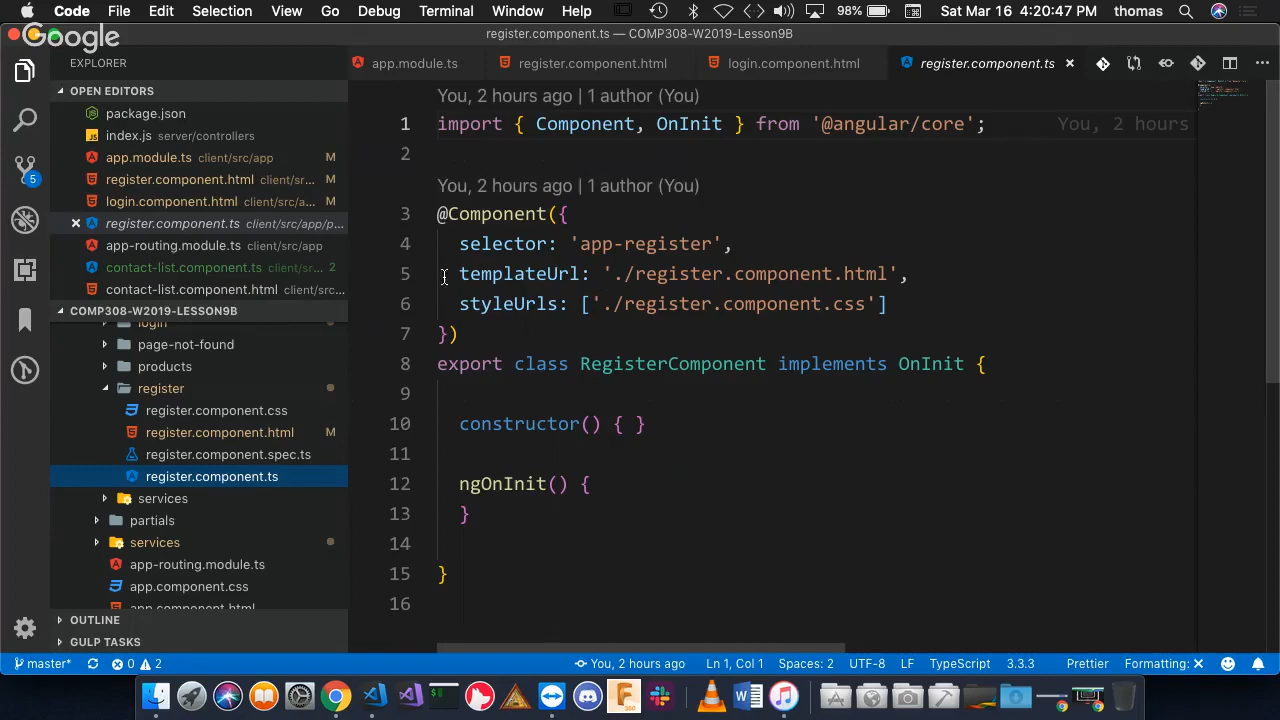 Code File Edit Selection View Go Debug Terminal Window Help 98% Sat Mar 16 4:20:47 PM thomas
Google
register.component.ts — COMP308-W2019-Lesson9B
EXPLORER
app.module.ts register.component.html login.component.html register.component.ts
OPEN EDITORS
package.json
index.js server/controllers
app.module.ts client/src/app M
register.component.html client/sr... M
login.component.html client/src/a... M
register.component.ts client/src/app/p...
app-routing.module.ts client/src/app
contact-list.component.ts client/sr... 2
contact-list.component.html client/sr...
5
COMP308-W2019-LESSON9B
login
page-not-found
products
register
register.component.css
register.component.html M
register.component.spec.ts
register.component.ts
services
partials
services
app-routing.module.ts
app.component.css
app.component.html
OUTLINE
GULP TASKS
You, 2 hours ago | 1 author (You)
1 import { Component, OnInit } from '@angular/core'; You, 2 hours
2
You, 2 hours ago | 1 author (You)
3 @Component({
4 selector: 'app-register',
5 templateUrl: './register.component.html',
6 styleUrls: ['./register.component.css']
7 })
8 export class RegisterComponent implements OnInit {
9
10 constructor() { }
11
12 ngOnInit() {
13 }
14
15 }
16
master* 0 2 You, 2 hours ago Ln 1, Col 1 Spaces: 2 UTF-8 LF TypeScript 3.3.3 Prettier Formatting: ×